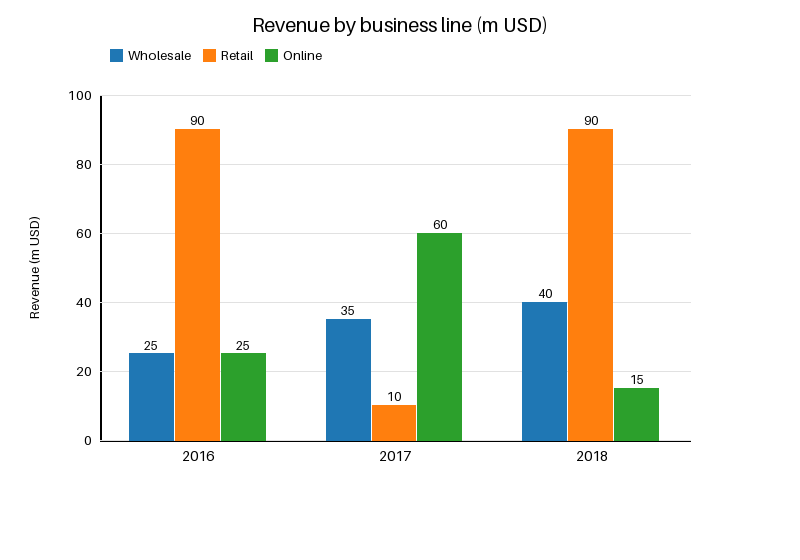 Revenue by business line (m USD)
Wholesale Retail Online
Revenue (m USD)
100
80
60
40
20
0
25 90 25
35 10 60
40 90 15
2016 2017 2018